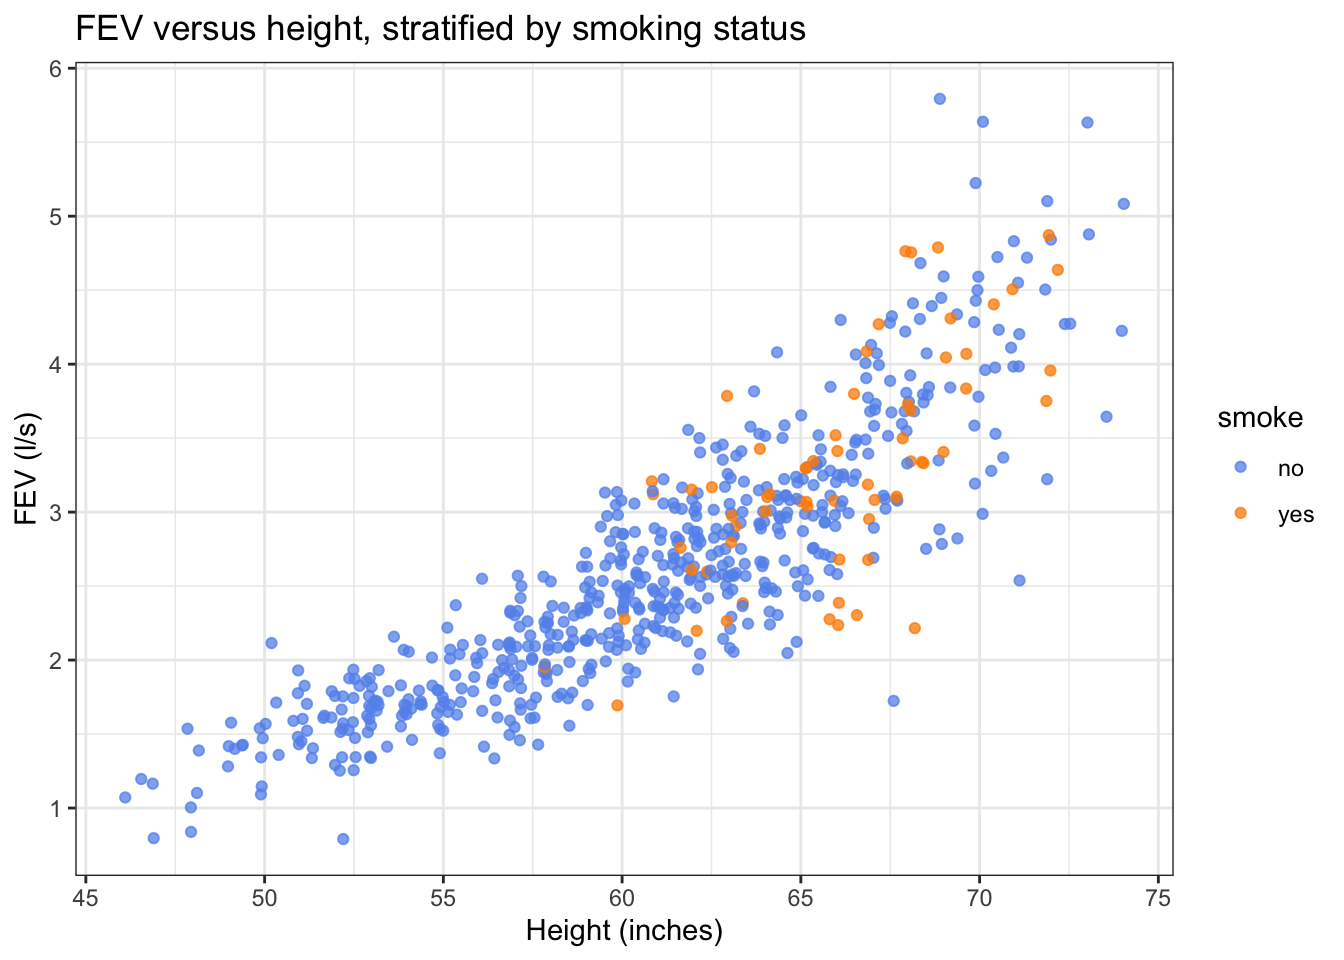 FEV versus height, stratified by smoking status
6
5
4
3
2
1
FEV (l/s)
45 50 55 60 65 70 75
Height (inches)
smoke
no
yes